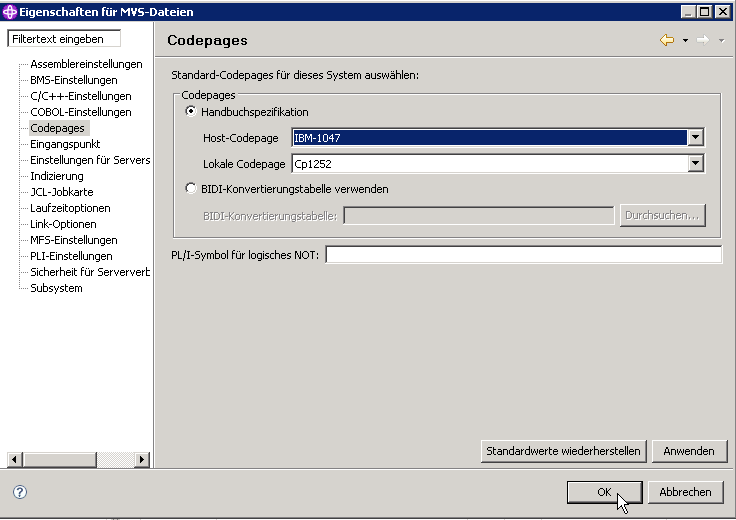 Eigenschaften für MVS-Dateien
Filtertext eingeben
Assemblereinstellungen
BMS-Einstellungen
C/C++-Einstellungen
COBOL-Einstellungen
Codepages
Eingangspunkt
Einstellungen für Servers
Indizierung
JCL-Jobkarte
Laufzeitoptionen
Link-Optionen
MFS-Einstellungen
PLI-Einstellungen
Sicherheit für Serververb
Subsystem
Codepages
Standard-Codepages für dieses System auswählen:
Codepages
Handbuchspezifikation
Host-Codepage IBM-1047
Lokale Codepage Cp1252
BIDI-Konvertierungstabelle verwenden
BIDI-Konvertierungstabelle: Durchsuchen...
PL/I-Symbol für logisches NOT:
Standardwerte wiederherstellen Anwenden
? OK Abbrechen